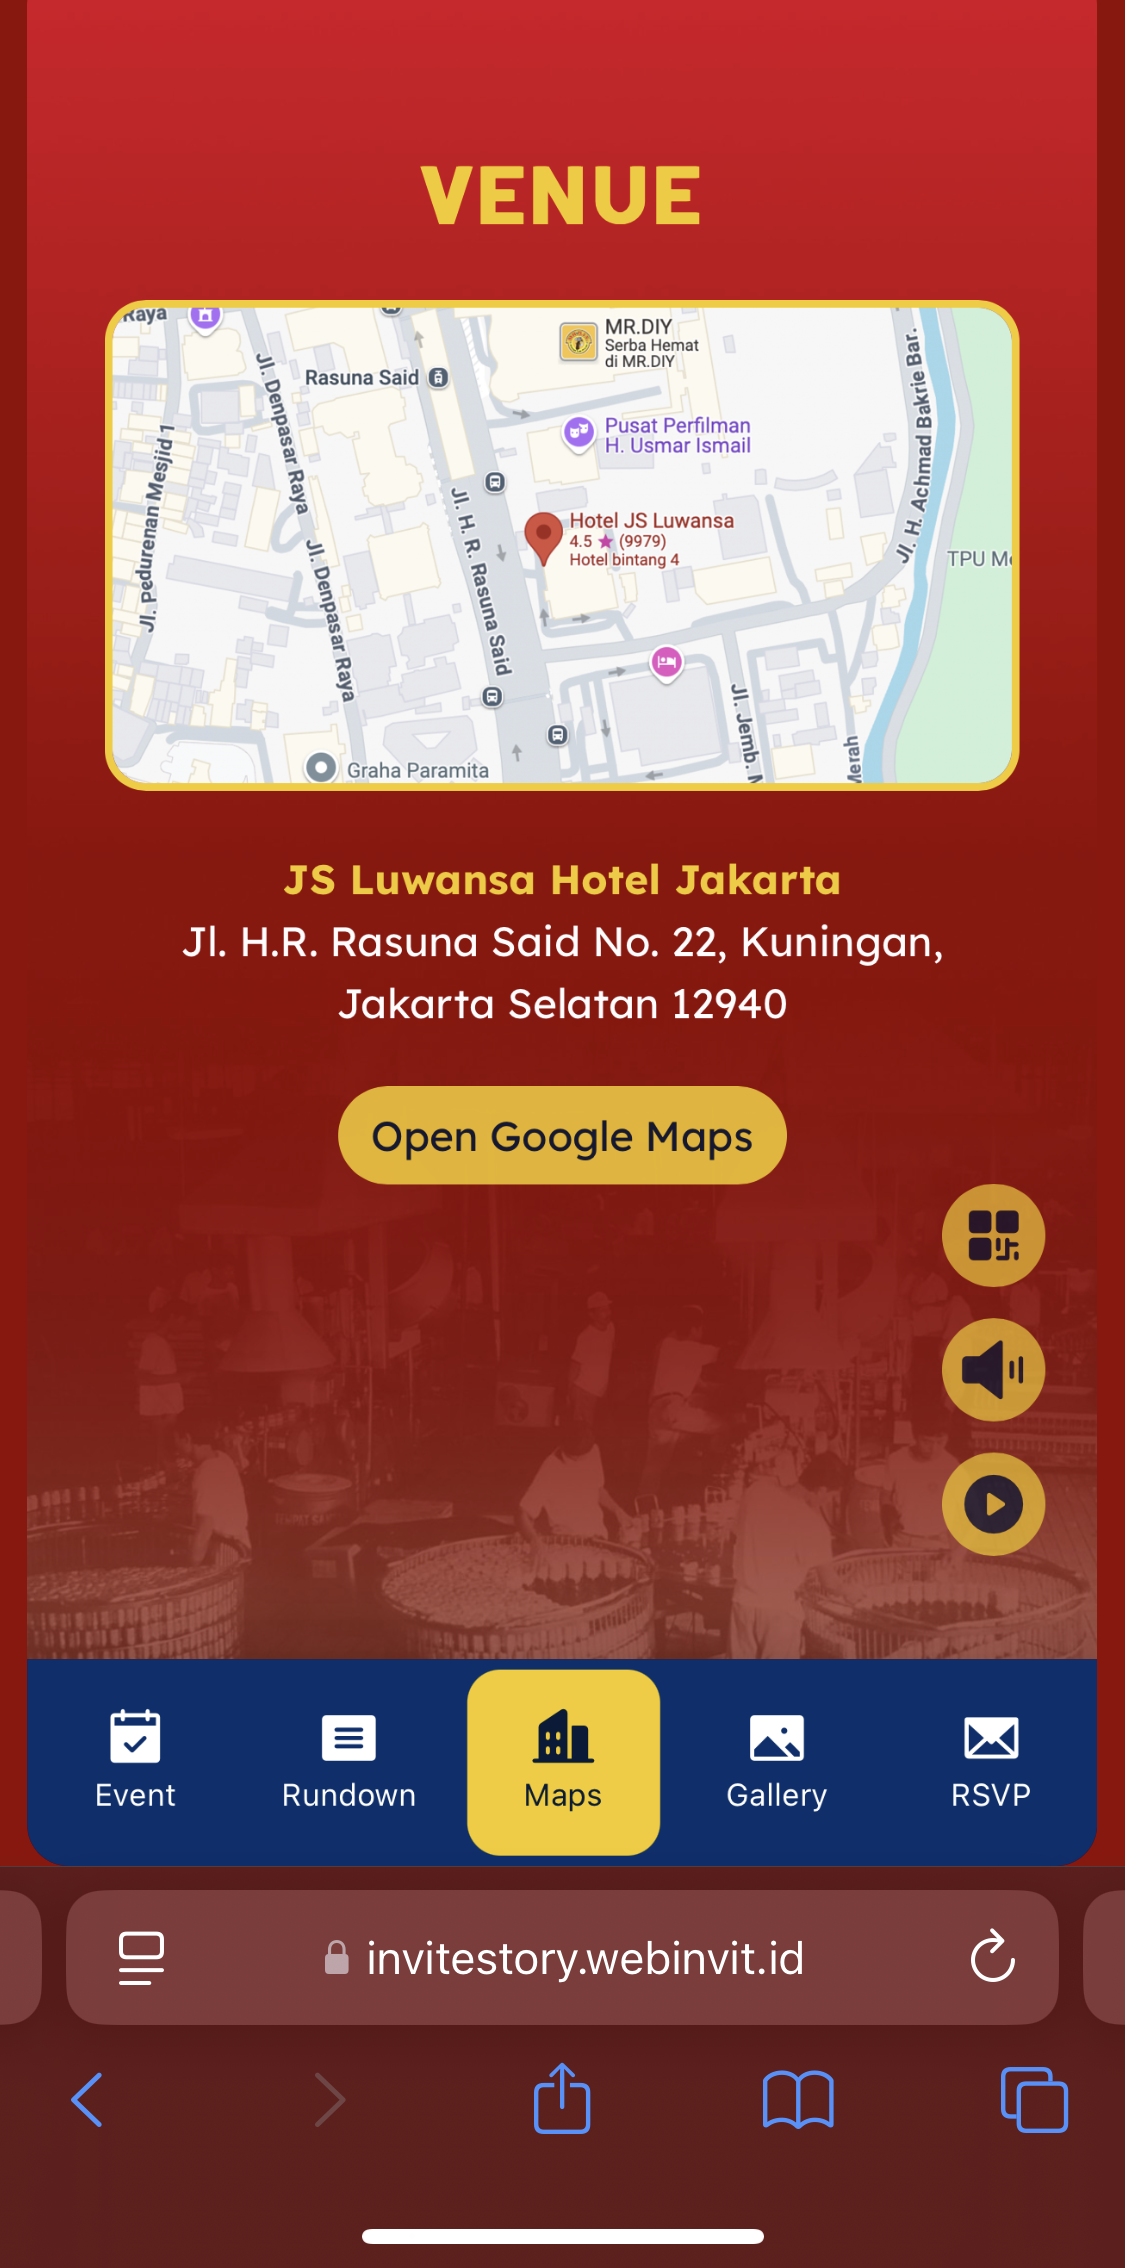 VENUE
Raya
MR.DIY
Serba Hemat
di MR.DIY
Rasuna Said
Pusat Perfilman
H. Usmar Ismail
Jl. Denpasar Raya
Jl. H. Achmad Bakrie Bar.
Jl. Pedurenan Mesjid 1
Jl. H. R. Rasuna Said
Hotel JS Luwansa
4.5 ★ (9979)
Hotel bintang 4
TPU Me
Jl. Denpasar Raya
Jl. Jemb. M
Merah
Graha Paramita
JS Luwansa Hotel Jakarta
Jl. H.R. Rasuna Said No. 22, Kuningan,
Jakarta Selatan 12940
Open Google Maps
Event
Rundown
Maps
Gallery
RSVP
invitestory.webinvit.id